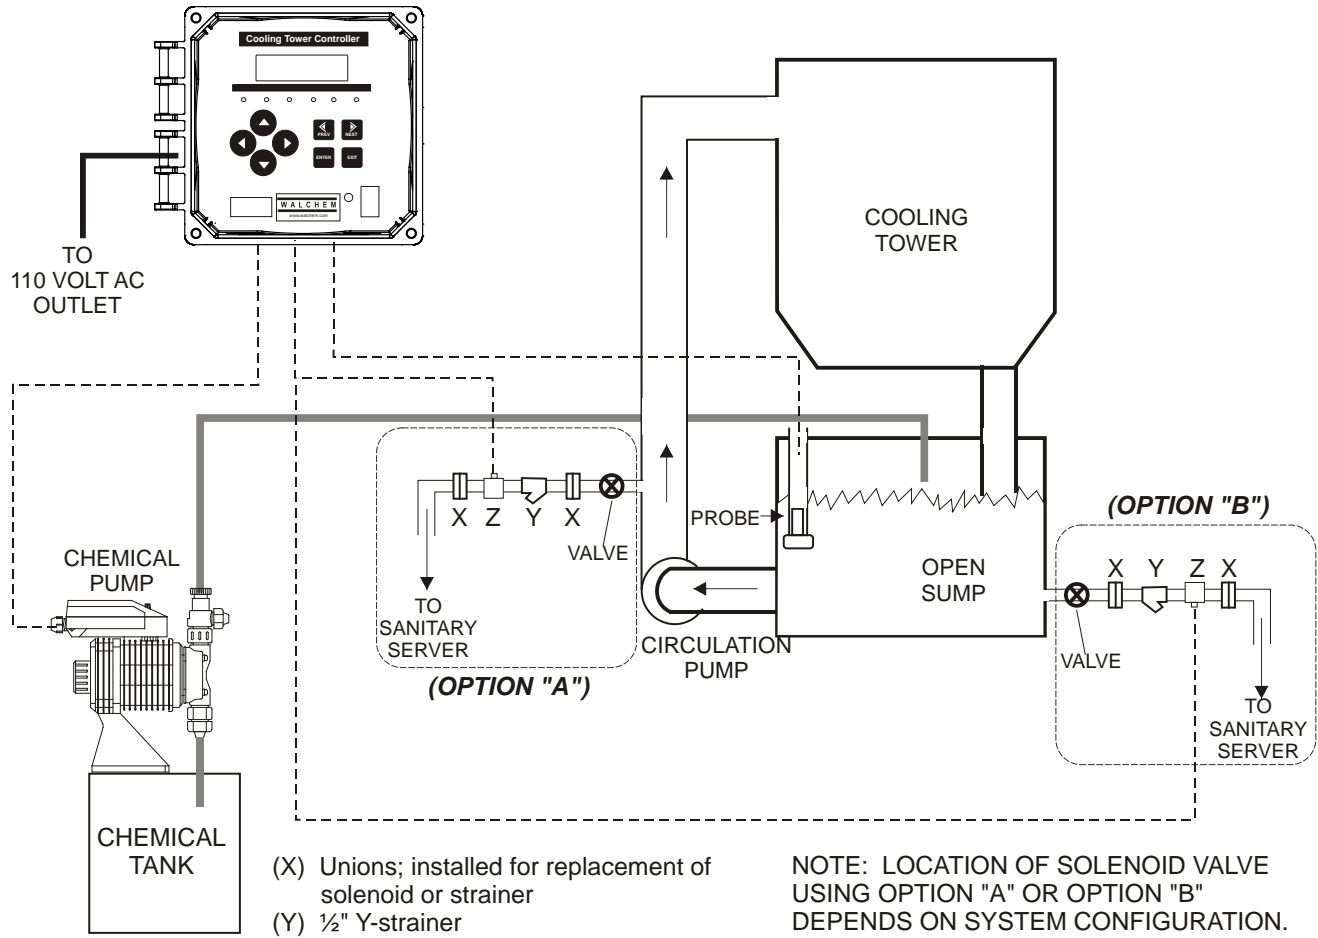 Cooling Tower Controller
PREV
NEXT
ENTER
EXIT
WALCHEM
www.walchem.com
TO
110 VOLT AC
OUTLET
COOLING
TOWER
X Z Y X
VALVE
TO
SANITARY
SERVER
(OPTION "A")
PROBE
OPEN
SUMP
CIRCULATION
PUMP
(OPTION "B")
X Y Z X
VALVE
TO
SANITARY
SERVER
CHEMICAL
PUMP
CHEMICAL
TANK
(X) Unions; installed for replacement of
solenoid or strainer
(Y) ½" Y-strainer
NOTE: LOCATION OF SOLENOID VALVE
USING OPTION "A" OR OPTION "B"
DEPENDS ON SYSTEM CONFIGURATION.